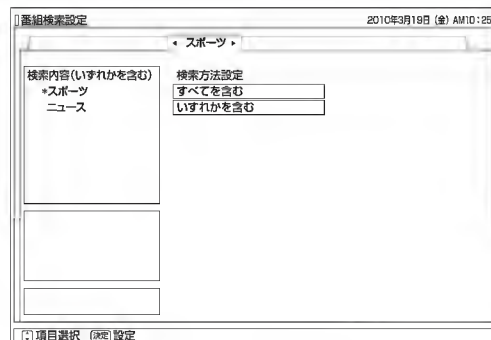 番組検索設定
2010年3月19日 (金) AM10:25
スポーツ
検索内容(いずれかを含む)
*スポーツ
ニュース
検索方法設定
すべてを含む
いずれかを含む
項目選択 決定 設定